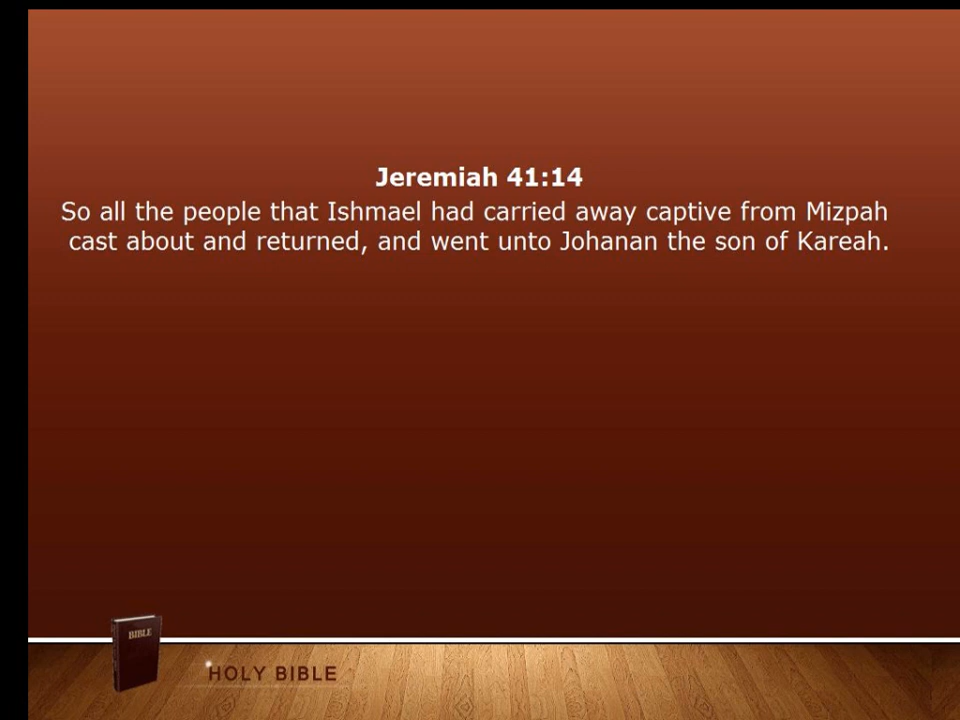 Jeremiah 41:14
So all the people that Ishmael had carried away captive from Mizpah
cast about and returned, and went unto Johanan the son of Kareah.
BIBLE
HOLY BIBLE